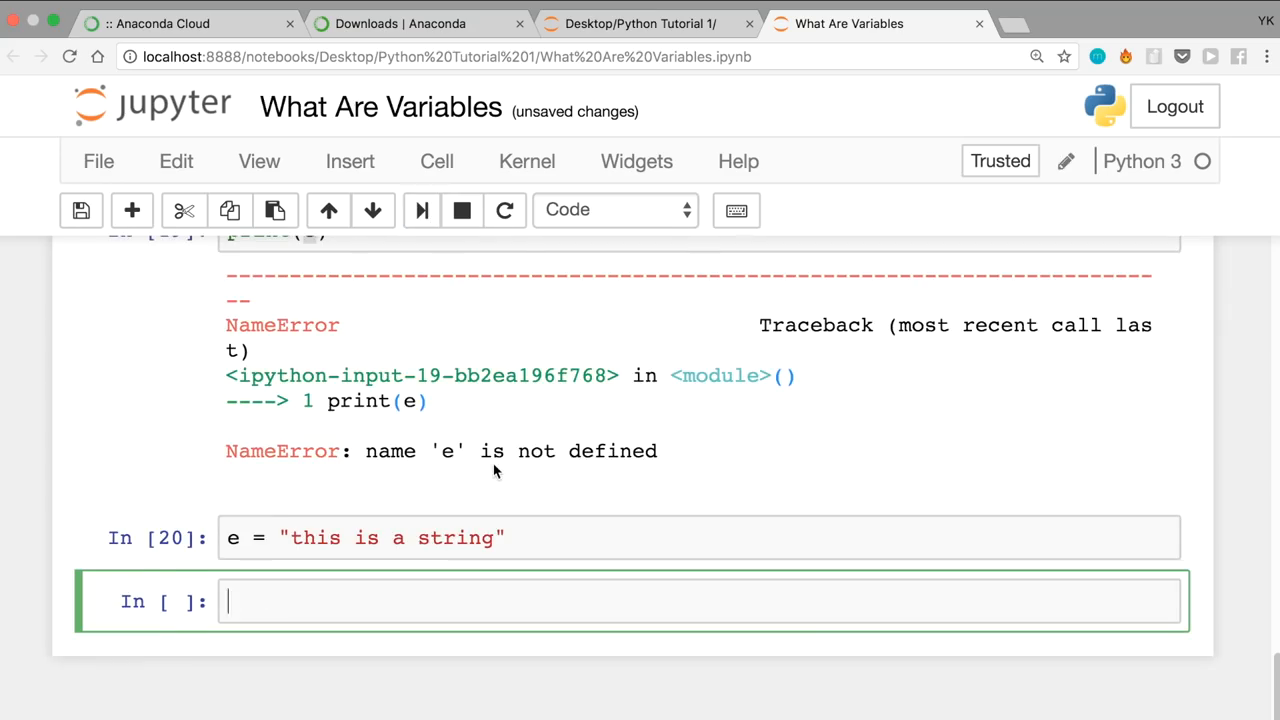 :: Anaconda Cloud
Downloads | Anaconda
Desktop/Python Tutorial 1/
What Are Variables
YK
localhost:8888/notebooks/Desktop/Python%20Tutorial%201/What%20Are%20Variables.ipynb
jupyter What Are Variables (unsaved changes)
Logout
File Edit View Insert Cell Kernel Widgets Help Trusted Python 3
Code
--------------------------------------------------------------------------
--
NameError Traceback (most recent call las
t)
<ipython-input-19-bb2ea196f768> in <module>()
----> 1 print(e)
NameError: name 'e' is not defined
In [20]: e = "this is a string"
In [ ]: